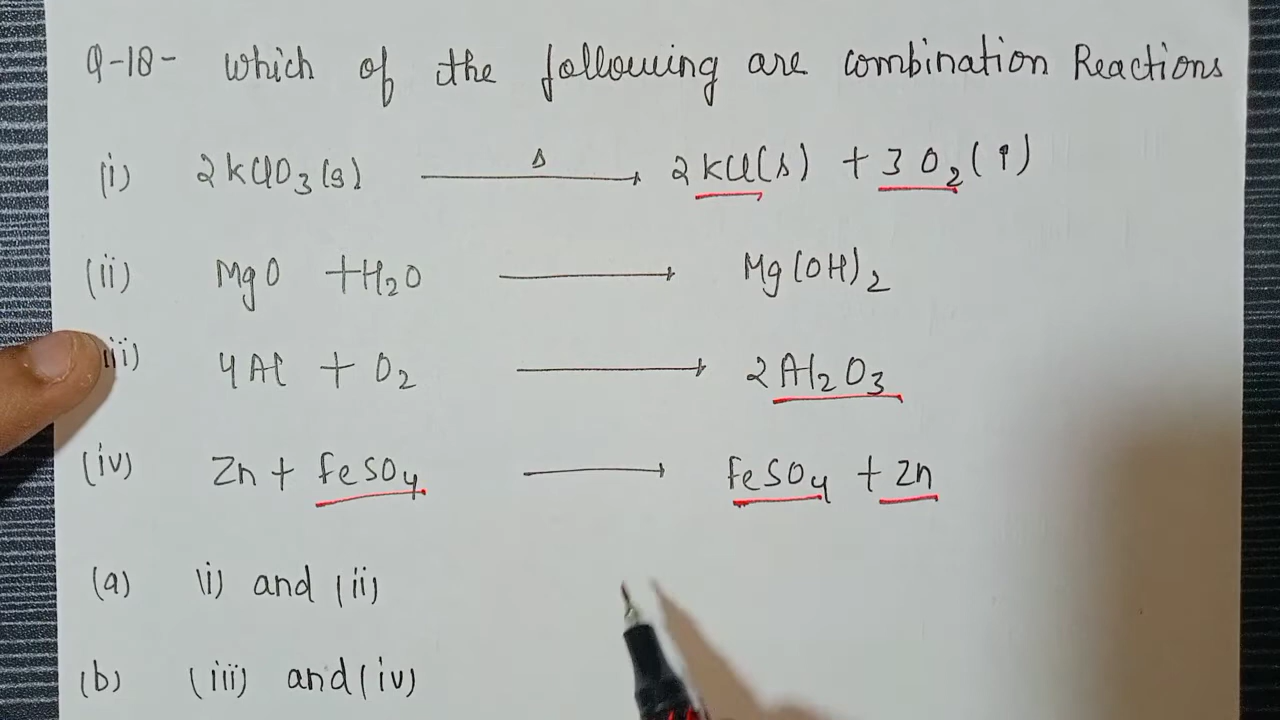 Q-18- which of the following are combination Reactions
(i) 2KClO3(s) —Δ→ 2KCl(s) + 3O2(↑)
(ii) MgO + H2O → Mg(OH)2
iii) 4Al + O2 → 2Al2O3
(iv) Zn + FeSO4 → FeSO4 + Zn
(a) (i) and (ii)
(b) (iii) and (iv)